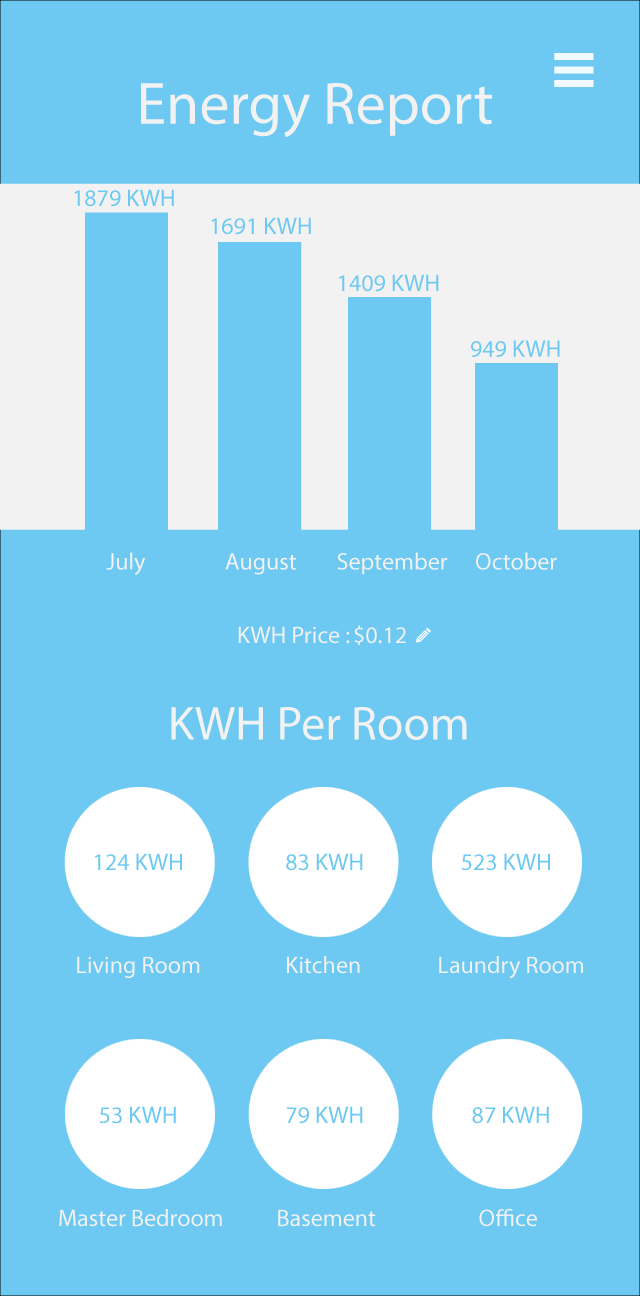 Energy Report
1879 KWH
1691 KWH
1409 KWH
949 KWH
July August September October
KWH Price : $0.12
KWH Per Room
124 KWH 83 KWH 523 KWH
Living Room Kitchen Laundry Room
53 KWH 79 KWH 87 KWH
Master Bedroom Basement Office